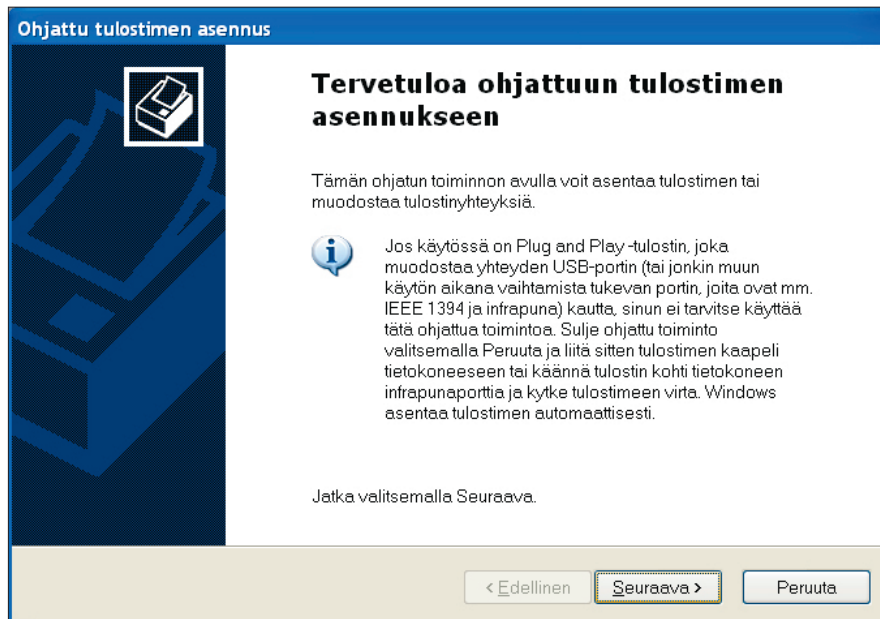 Ohjattu tulostimen asennus
Tervetuloa ohjattuun tulostimen
asennukseen
Tämän ohjatun toiminnon avulla voit asentaa tulostimen tai
muodostaa tulostinyhteyksiä.
Jos käytössä on Plug and Play -tulostin, joka
muodostaa yhteyden USB-portin (tai jonkin muun
käytön aikana vaihtamista tukevan portin, joita ovat mm.
IEEE 1394 ja infrapuna) kautta, sinun ei tarvitse käyttää
tätä ohjattua toimintoa. Sulje ohjattu toiminto
valitsemalla Peruuta ja liitä sitten tulostimen kaapeli
tietokoneeseen tai käännä tulostin kohti tietokoneen
infrapunaporttia ja kytke tulostimeen virta. Windows
asentaa tulostimen automaattisesti.
Jatka valitsemalla Seuraava.
< Edellinen Seuraava > Peruuta